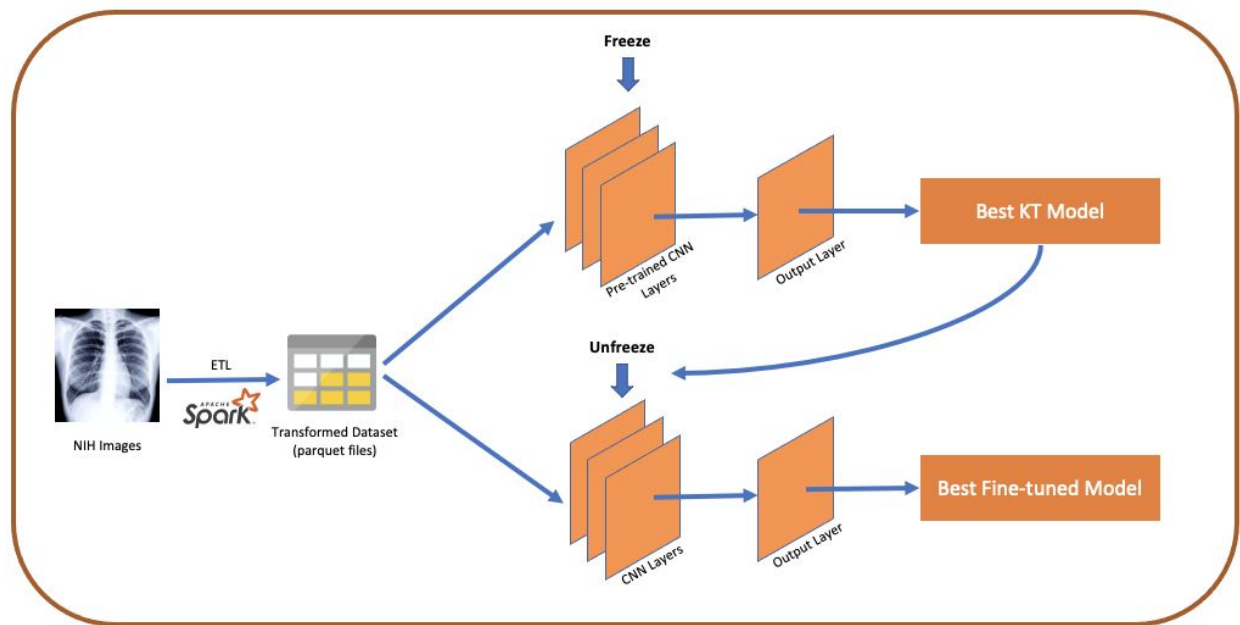 Freeze
Pre-trained CNN
Layers
Output Layer
Best KT Model
NIH Images
ETL
APACHE
Spark
Transformed Dataset
(parquet files)
Unfreeze
CNN Layers
Output Layer
Best Fine-tuned Model